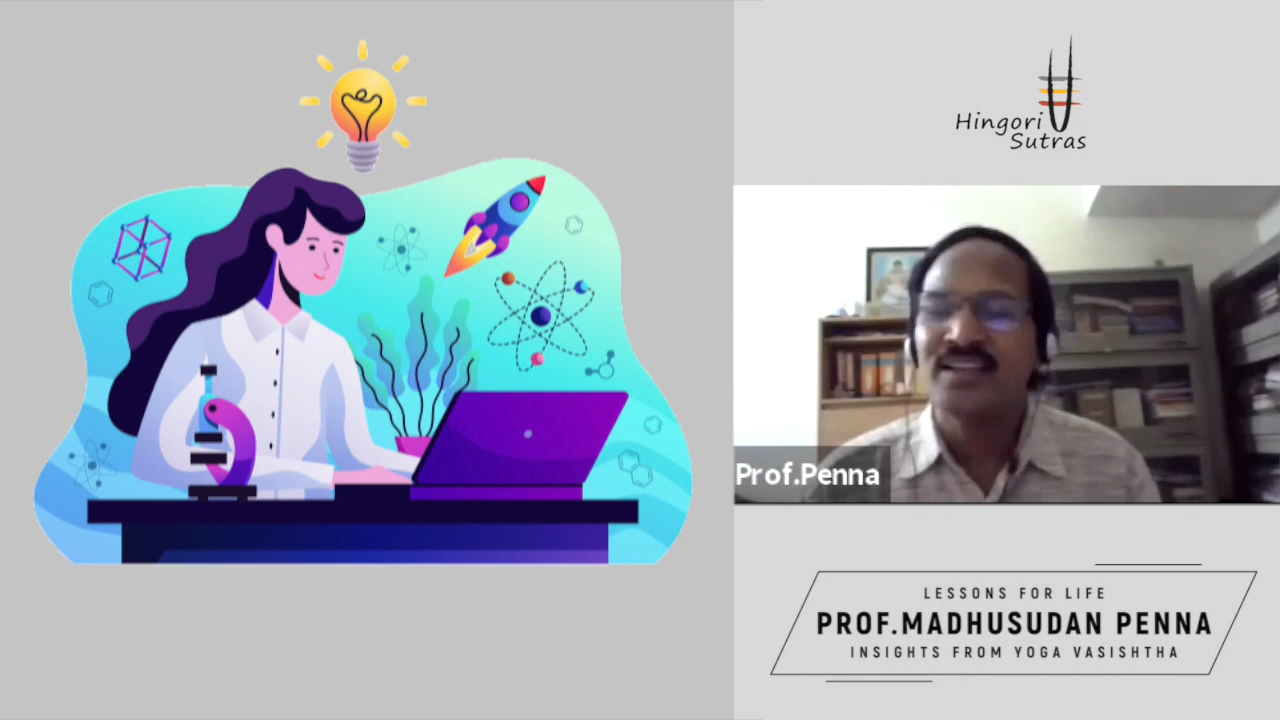 Hingori
Sutras
Prof.Penna
LESSONS FOR LIFE
PROF.MADHUSUDAN PENNA
INSIGHTS FROM YOGA VASISHTHA